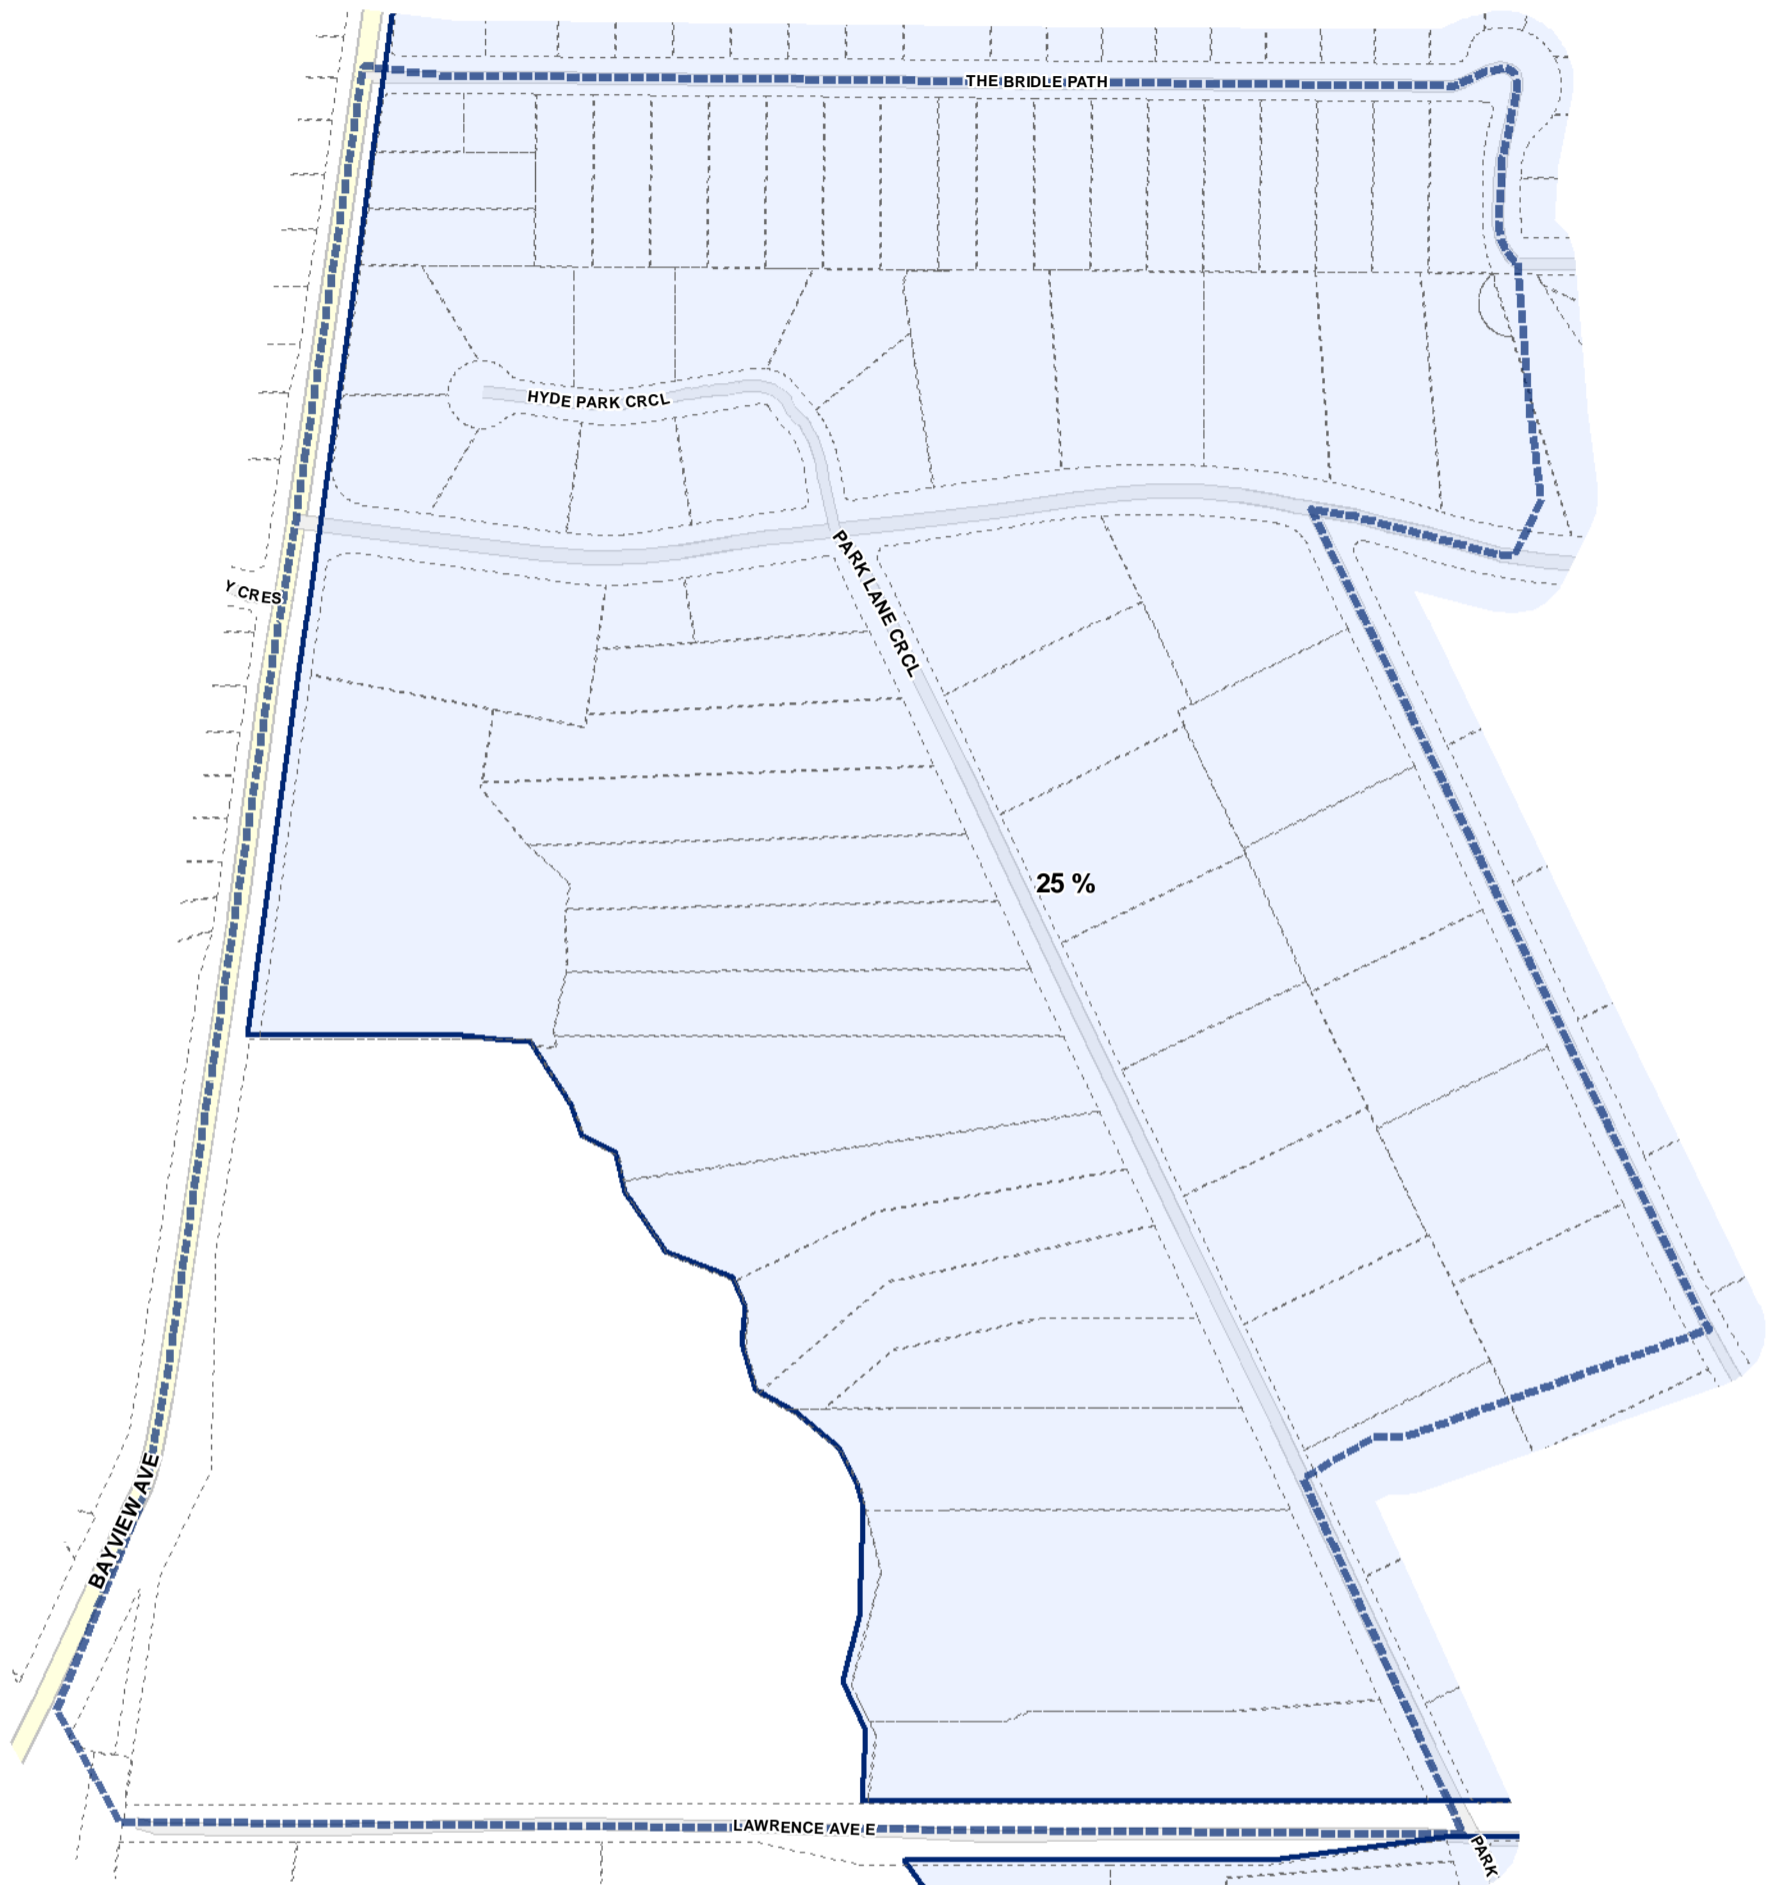 THE BRIDLE PATH
HYDE PARK CRCL
PARK LANE CRCL
Y CRES
25 %
BAYVIEW AVE
LAWRENCE AVE E
PARK